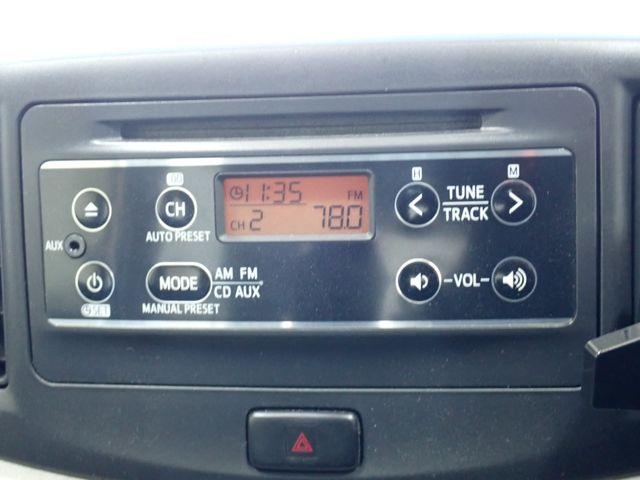 11:35 FM
CH 2 78.0
H
M
CH
AUTO PRESET
TUNE
TRACK
AUX
MODE
AM FM
CD AUX
MANUAL PRESET
-VOL-
SET